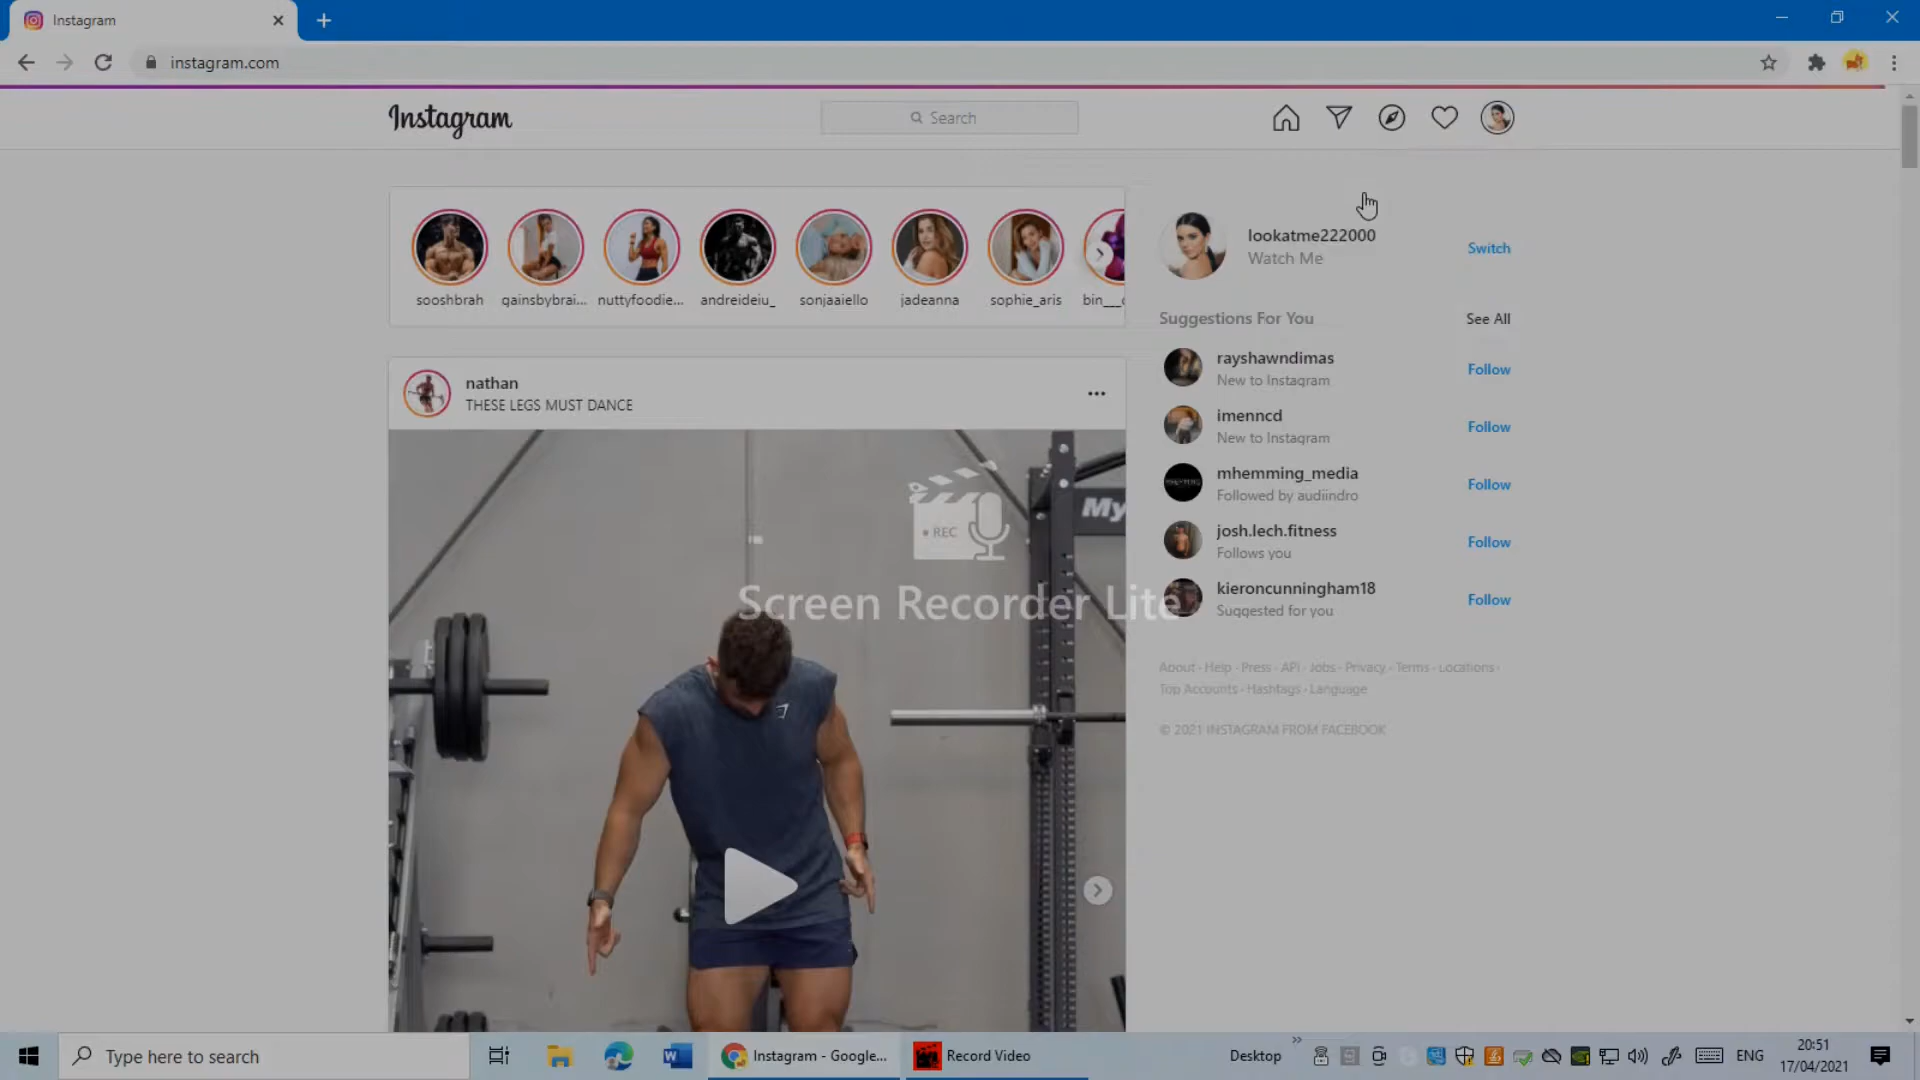 Instagram
instagram.com
Instagram
Search
sooshbrah
gainsbybrai...
nuttyfoodie...
andreideiu_
sonjaaiello
jadeanna
sophie_aris
lookatme222000
Watch Me
Switch
Suggestions For You
See All
rayshawndimas
New to Instagram
Follow
imenncd
New to Instagram
Follow
mhemming_media
Followed by audiindro
Follow
josh.lech.fitness
Follows you
Follow
kieroncunningham18
Suggested for you
Follow
About · Help · Press · API · Jobs · Privacy · Terms · Locations ·
Top Accounts · Hashtags · Language
© 2021 INSTAGRAM FROM FACEBOOK
nathan
THESE LEGS MUST DANCE
My
REC
Screen Recorder Lite
Type here to search
Instagram - Google...
Record Video
Desktop
ENG
20:51
17/04/2021